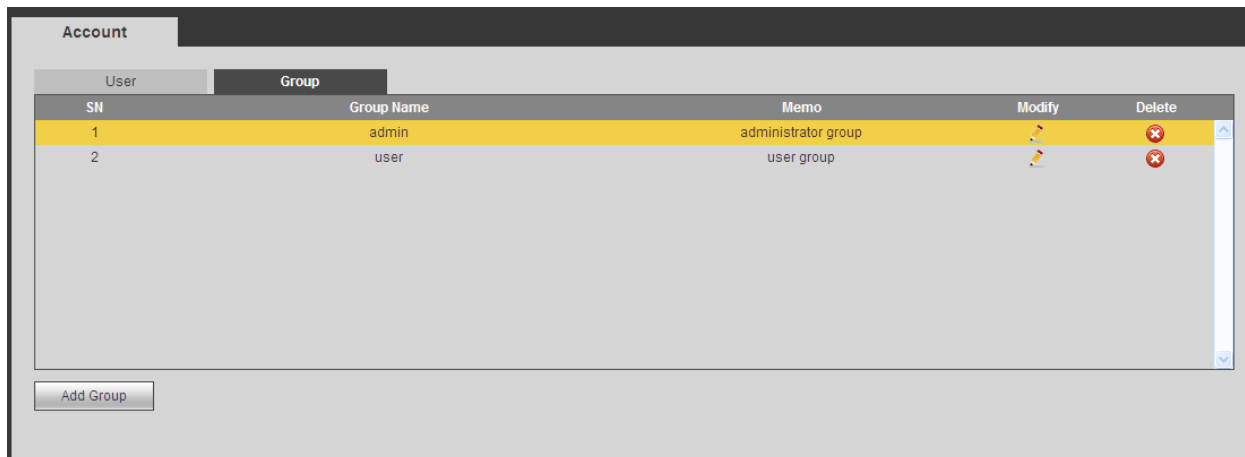 Account
User Group
SN Group Name Memo Modify Delete
1 admin administrator group
2 user user group
Add Group